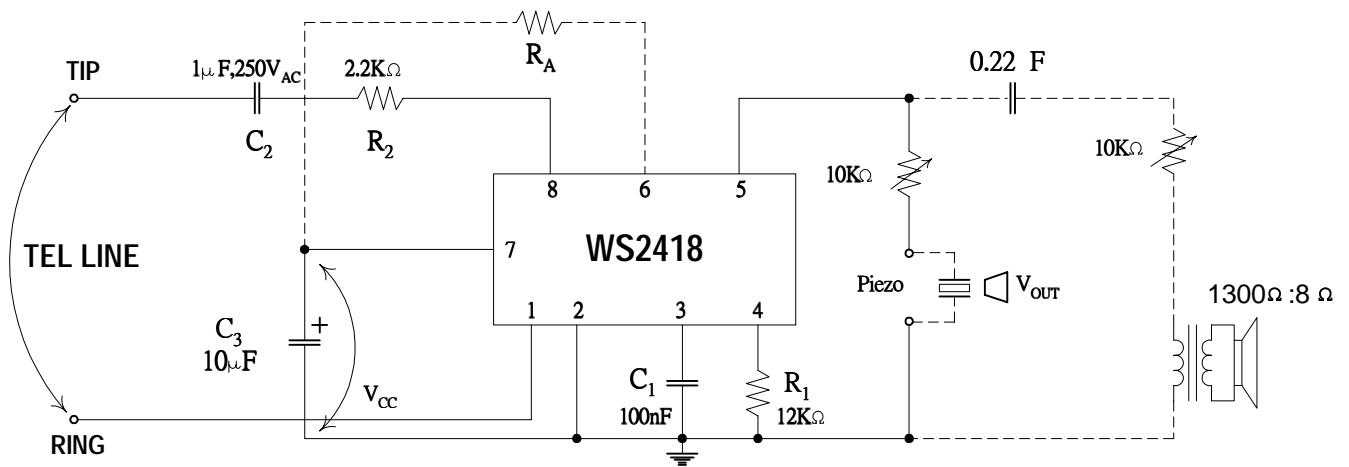 R_A
TIP
1μF,250V_AC
2.2KΩ
0.22 F
C_2
R_2
10KΩ
10KΩ
8
6
5
TEL LINE
7
WS2418
Piezo
V_OUT
1300Ω :8 Ω
1
2
3
4
C_3
+
10μF
V_CC
C_1
100nF
R_1
12KΩ
RING